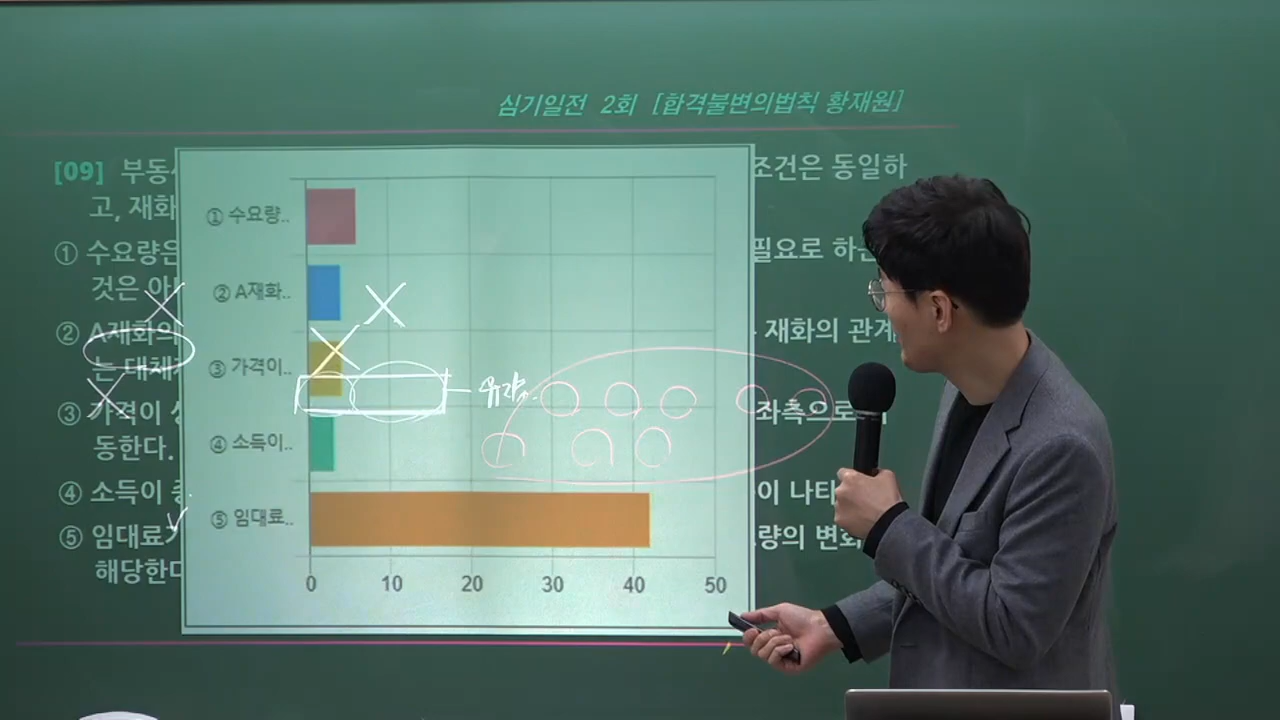 심기일전 2회 [합격불변의법칙 황재원]
[09] 부동 조건은 동일하
고, 재화
① 수요량은 필요로 하는
것은 아
② A재화의 재화의 관계
는 대체
③ 가격이 좌측으로
동한다.
④ 소득이 이 나타
⑤ 임대료 량의 변화
해당한다
① 수요량..
② A재화..
③ 가격이..
④ 소득이..
⑤ 임대료..
0 10 20 30 40 50